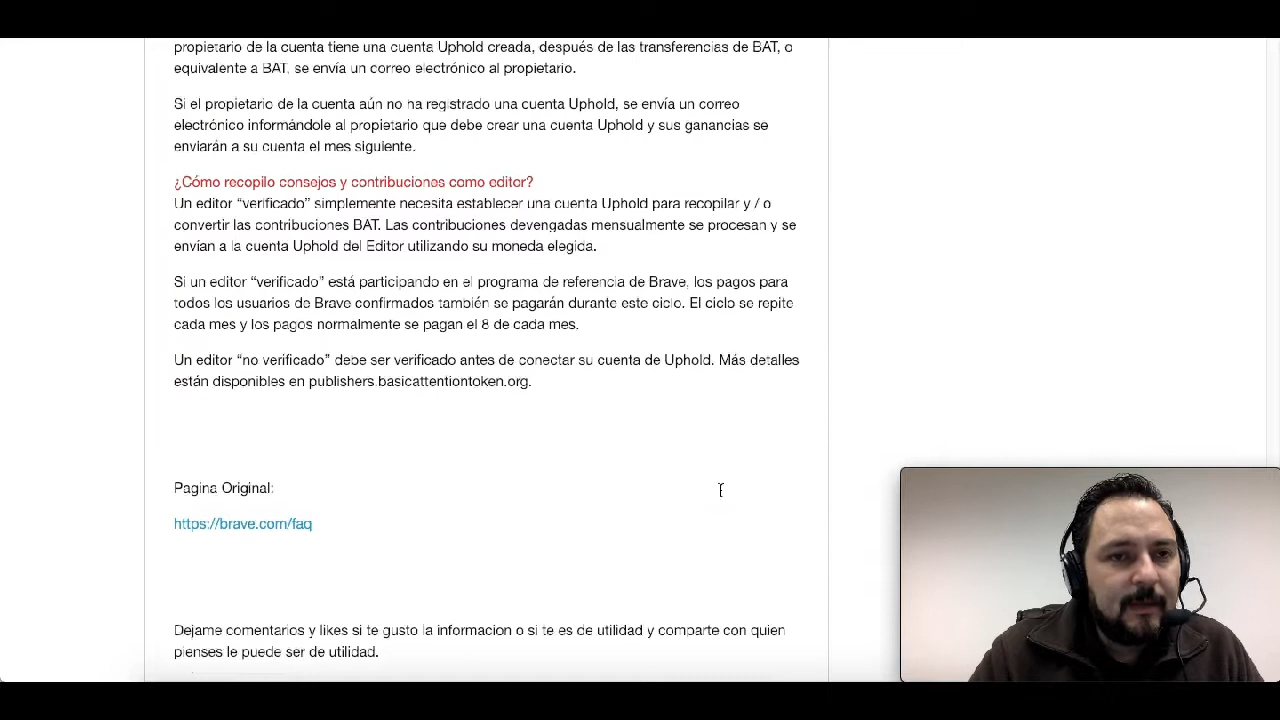 propietario de la cuenta tiene una cuenta Uphold creada, después de las transferencias de BAT, o
equivalente a BAT, se envía un correo electrónico al propietario.
Si el propietario de la cuenta aún no ha registrado una cuenta Uphold, se envía un correo
electrónico informándole al propietario que debe crear una cuenta Uphold y sus ganancias se
enviarán a su cuenta el mes siguiente.
¿Cómo recopilo consejos y contribuciones como editor?
Un editor “verificado” simplemente necesita establecer una cuenta Uphold para recopilar y / o
convertir las contribuciones BAT. Las contribuciones devengadas mensualmente se procesan y se
envían a la cuenta Uphold del Editor utilizando su moneda elegida.
Si un editor “verificado” está participando en el programa de referencia de Brave, los pagos para
todos los usuarios de Brave confirmados también se pagarán durante este ciclo. El ciclo se repite
cada mes y los pagos normalmente se pagan el 8 de cada mes.
Un editor “no verificado” debe ser verificado antes de conectar su cuenta de Uphold. Más detalles
están disponibles en publishers.basicattentiontoken.org.
Pagina Original:
https://brave.com/faq
Dejame comentarios y likes si te gusto la informacion o si te es de utilidad y comparte con quien
pienses le puede ser de utilidad.